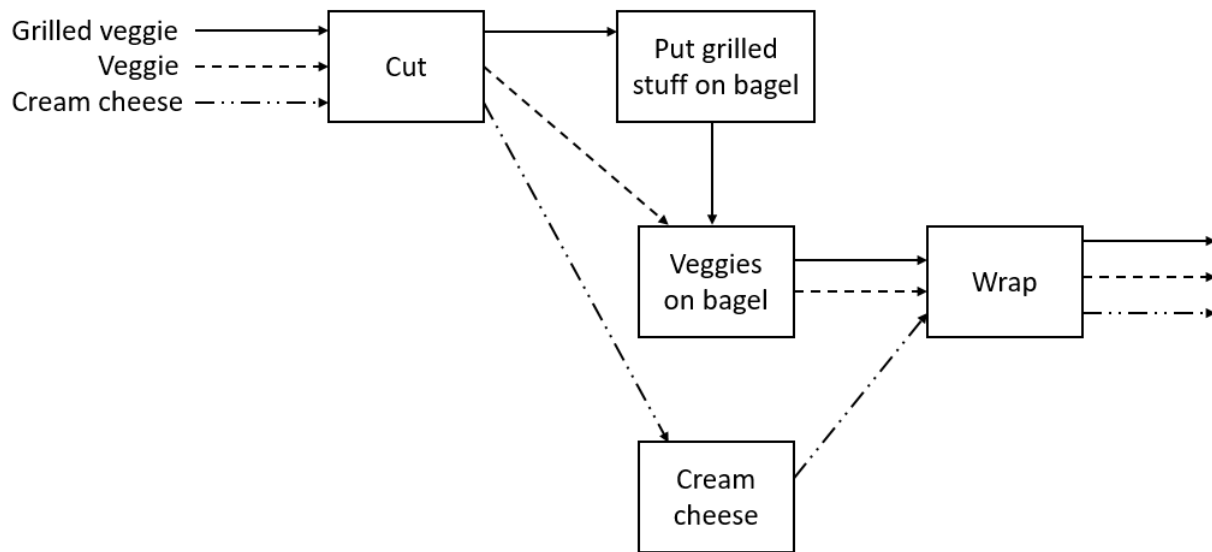 Grilled veggie
Veggie
Cream cheese
Cut
Put grilled
stuff on bagel
Veggies
on bagel
Wrap
Cream
cheese